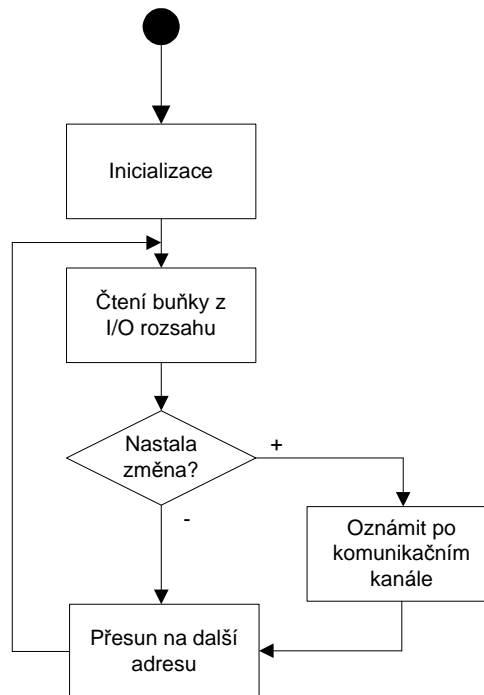 Inicializace
Čtení buňky z
I/O rozsahu
Nastala
změna?
+
-
Oznámit po
komunikačním
kanále
Přesun na další
adresu